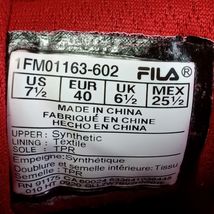 1FM01163-602 FILA®
US EUR UK MEX
7½ 40 6½ 25½
MADE IN CHINA
FABRIQUÉ EN CHINE
HECHO EN CHINA
UPPER: Synthetic
LINING: Textile
SOLE: TPR
Empeigne: Synthétique
Doublure et semelle intérieure: Tissu
Semelle: TPR
RN 91175